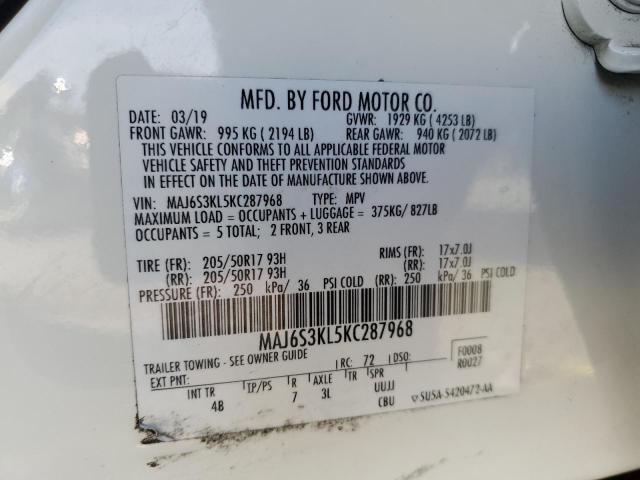 MFD. BY FORD MOTOR CO.
DATE: 03/19 GVWR: 1929 KG ( 4253 LB)
FRONT GAWR: 995 KG ( 2194 LB) REAR GAWR: 940 KG ( 2072 LB)
THIS VEHICLE CONFORMS TO ALL APPLICABLE FEDERAL MOTOR
VEHICLE SAFETY AND THEFT PREVENTION STANDARDS
IN EFFECT ON THE DATE OF MANUFACTURE SHOWN ABOVE.
VIN: MAJ6S3KL5KC287968 TYPE: MPV
MAXIMUM LOAD = OCCUPANTS + LUGGAGE = 375KG/ 827LB
OCCUPANTS = 5 TOTAL; 2 FRONT, 3 REAR
TIRE (FR): 205/50R17 93H RIMS (FR): 17x7.0J
(RR): 205/50R17 93H (RR): 17x7.0J
PRESSURE (FR): 250 kPa/ 36 PSI COLD (RR): 250 kPa/ 36 PSI COLD
MAJ6S3KL5KC287968
TRAILER TOWING - SEE OWNER GUIDE
EXT PNT: RC: 72 DSO: F0008
R0027
INT TR IP/PS R AXLE TR SPR UUJJ
4B 7 3L CBU SU5A-5420472-AA